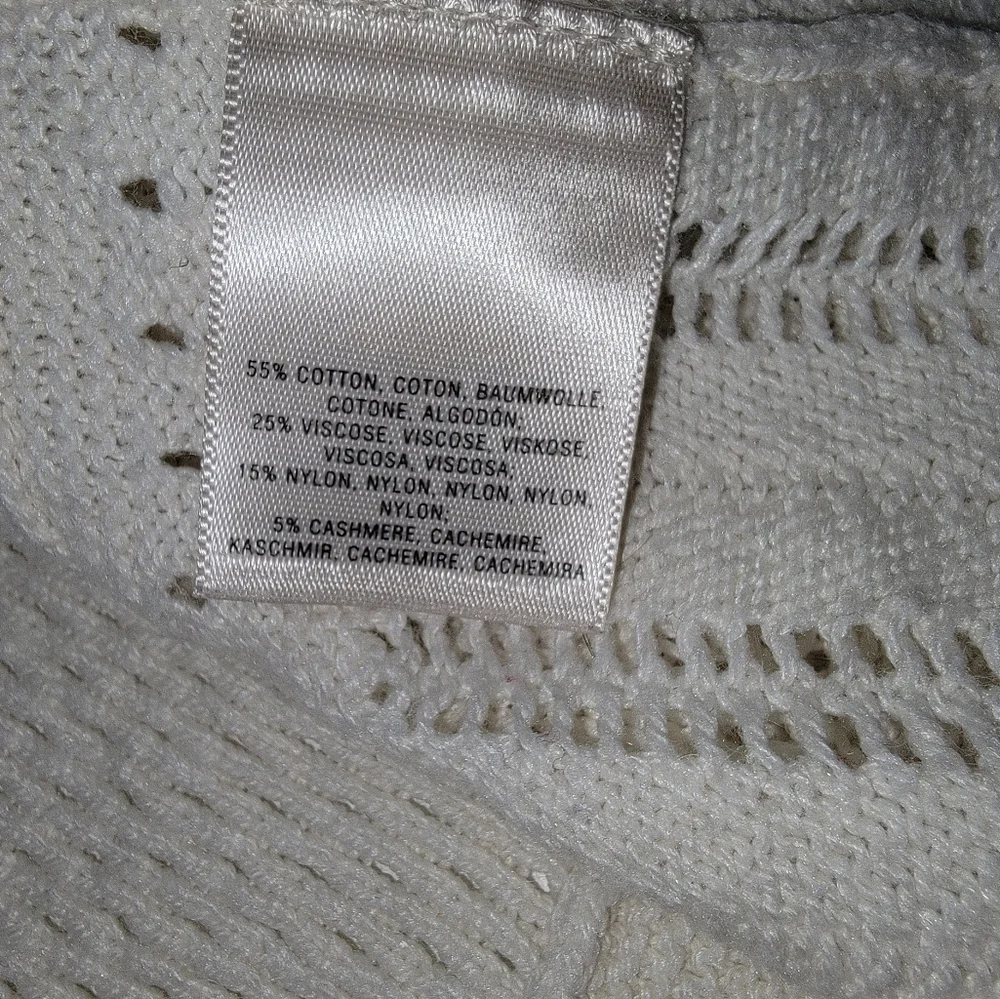 55% COTTON, COTON, BAUMWOLLE,
COTONE, ALGODÓN,
25% VISCOSE, VISCOSE, VISKOSE,
VISCOSA, VISCOSA,
15% NYLON, NYLON, NYLON, NYLON,
NYLON,
5% CASHMERE, CACHEMIRE,
KASCHMIR, CACHEMIRE, CACHEMIRA